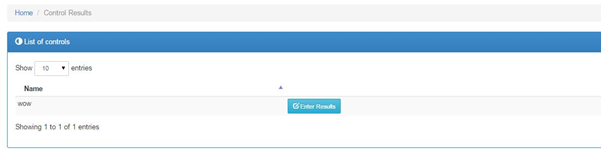 Home / Control Results
List of controls
Show 10 entries
Name
wow Enter Results
Showing 1 to 1 of 1 entries